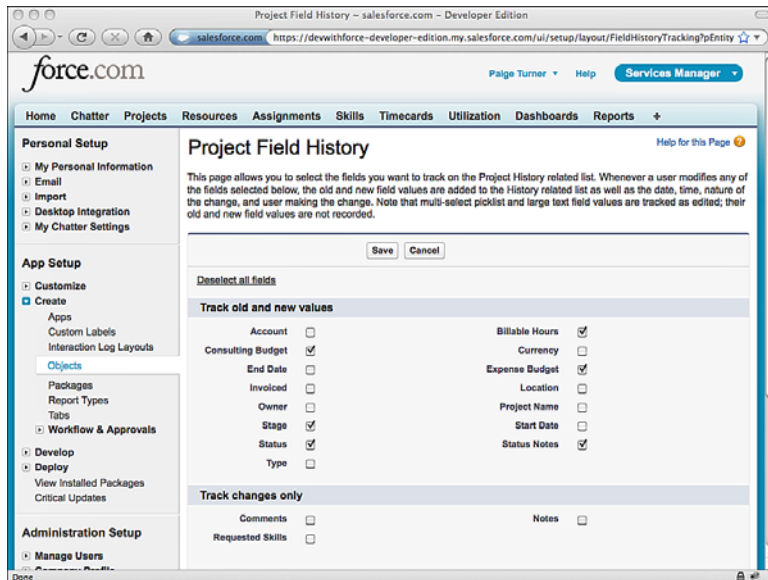 Project Field History – salesforce.com – Developer Edition
salesforce.com https://devwithforce-developer-edition.my.salesforce.com/ui/setup/layout/FieldHistoryTracking?pEntity
force.com
Paige Turner Help Services Manager
Home Chatter Projects Resources Assignments Skills Timecards Utilization Dashboards Reports +
Personal Setup
My Personal Information
Email
Import
Desktop Integration
My Chatter Settings
App Setup
Customize
Create
Apps
Custom Labels
Interaction Log Layouts
Objects
Packages
Report Types
Tabs
Workflow & Approvals
Develop
Deploy
View Installed Packages
Critical Updates
Administration Setup
Manage Users
Company Profile
Project Field History
Help for this Page ?
This page allows you to select the fields you want to track on the Project History related list. Whenever a user modifies any of
the fields selected below, the old and new field values are added to the History related list as well as the date, time, nature of
the change, and user making the change. Note that multi-select picklist and large text field values are tracked as edited; their
old and new field values are not recorded.
Save Cancel
Deselect all fields
Track old and new values
Account Billable Hours
Consulting Budget Currency
End Date Expense Budget
Invoiced Location
Owner Project Name
Stage Start Date
Status Status Notes
Type
Track changes only
Comments Notes
Requested Skills
Done